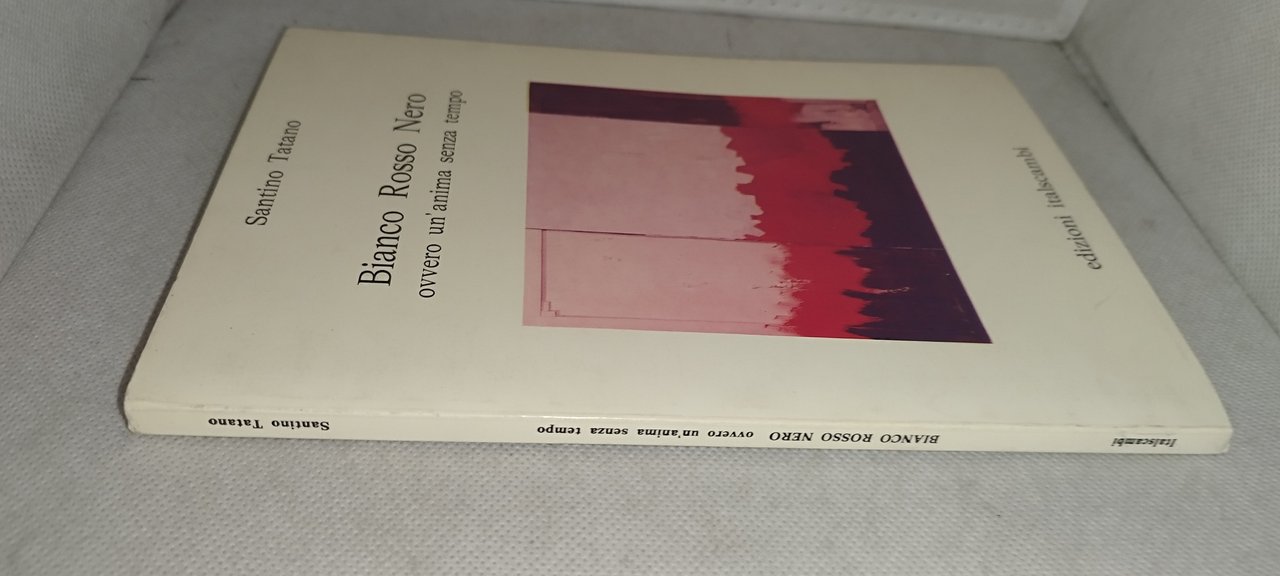 Santino Tatano
Bianco Rosso Nero
ovvero un'anima senza tempo
edizioni italscambi
Santino Tatano
BIANCO ROSSO NERO ovvero un'anima senza tempo
Italscambi